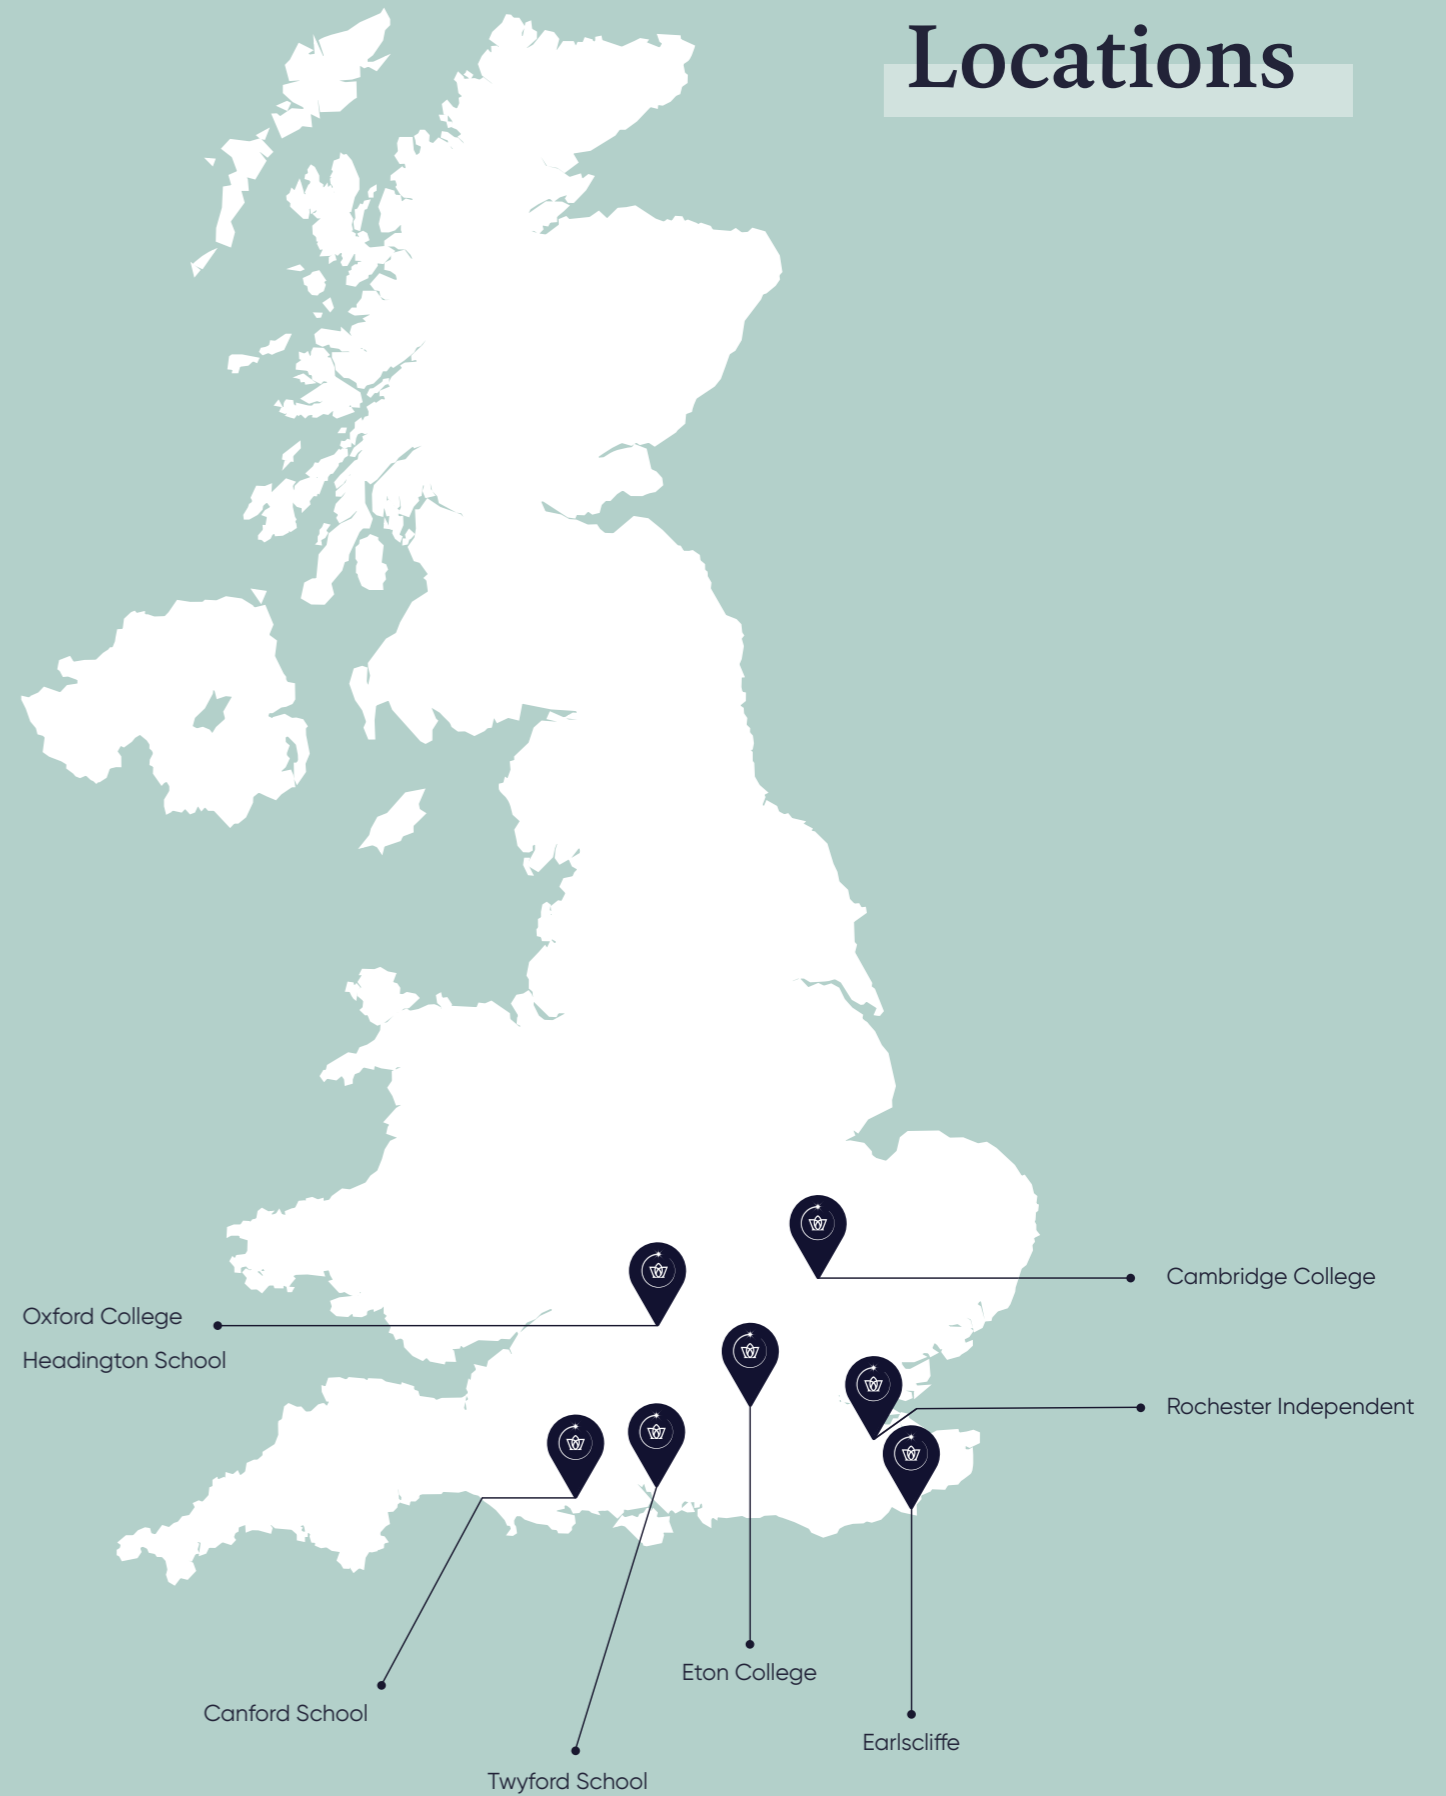 Locations
Cambridge College
Oxford College
Headington School
Rochester Independent
Eton College
Canford School
Earlscliffe
Twyford School